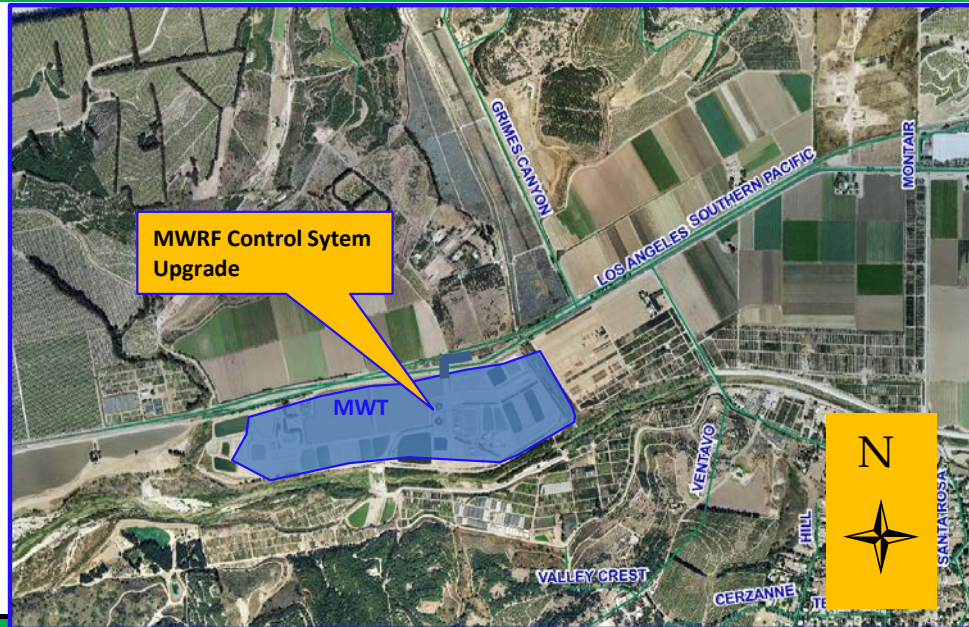 GRIMES CANYON
MONTAIR
LOS ANGELES SOUTHERN PACIFIC
MWRF Control Sytem
Upgrade
MWT
VENTAVO
N
HILL
SANTA ROSA
VALLEY CREST
CERZANNE